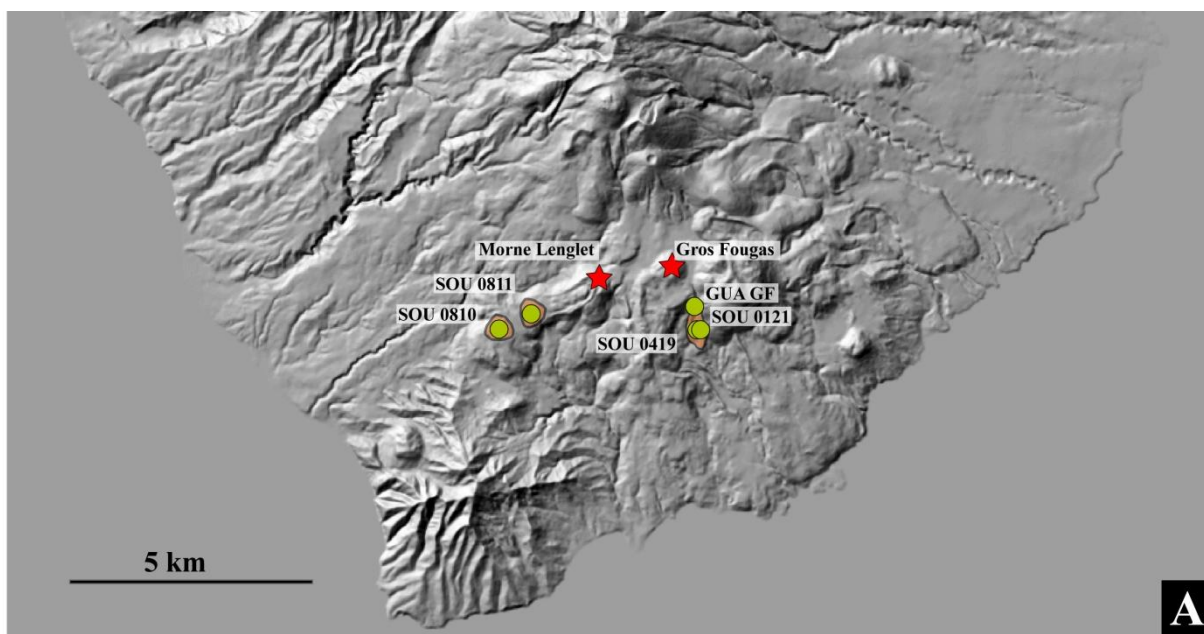 Morne Lenglet
Gros Fougas
SOU 0811
GUA GF
SOU 0810
SOU 0121
SOU 0419
5 km
A